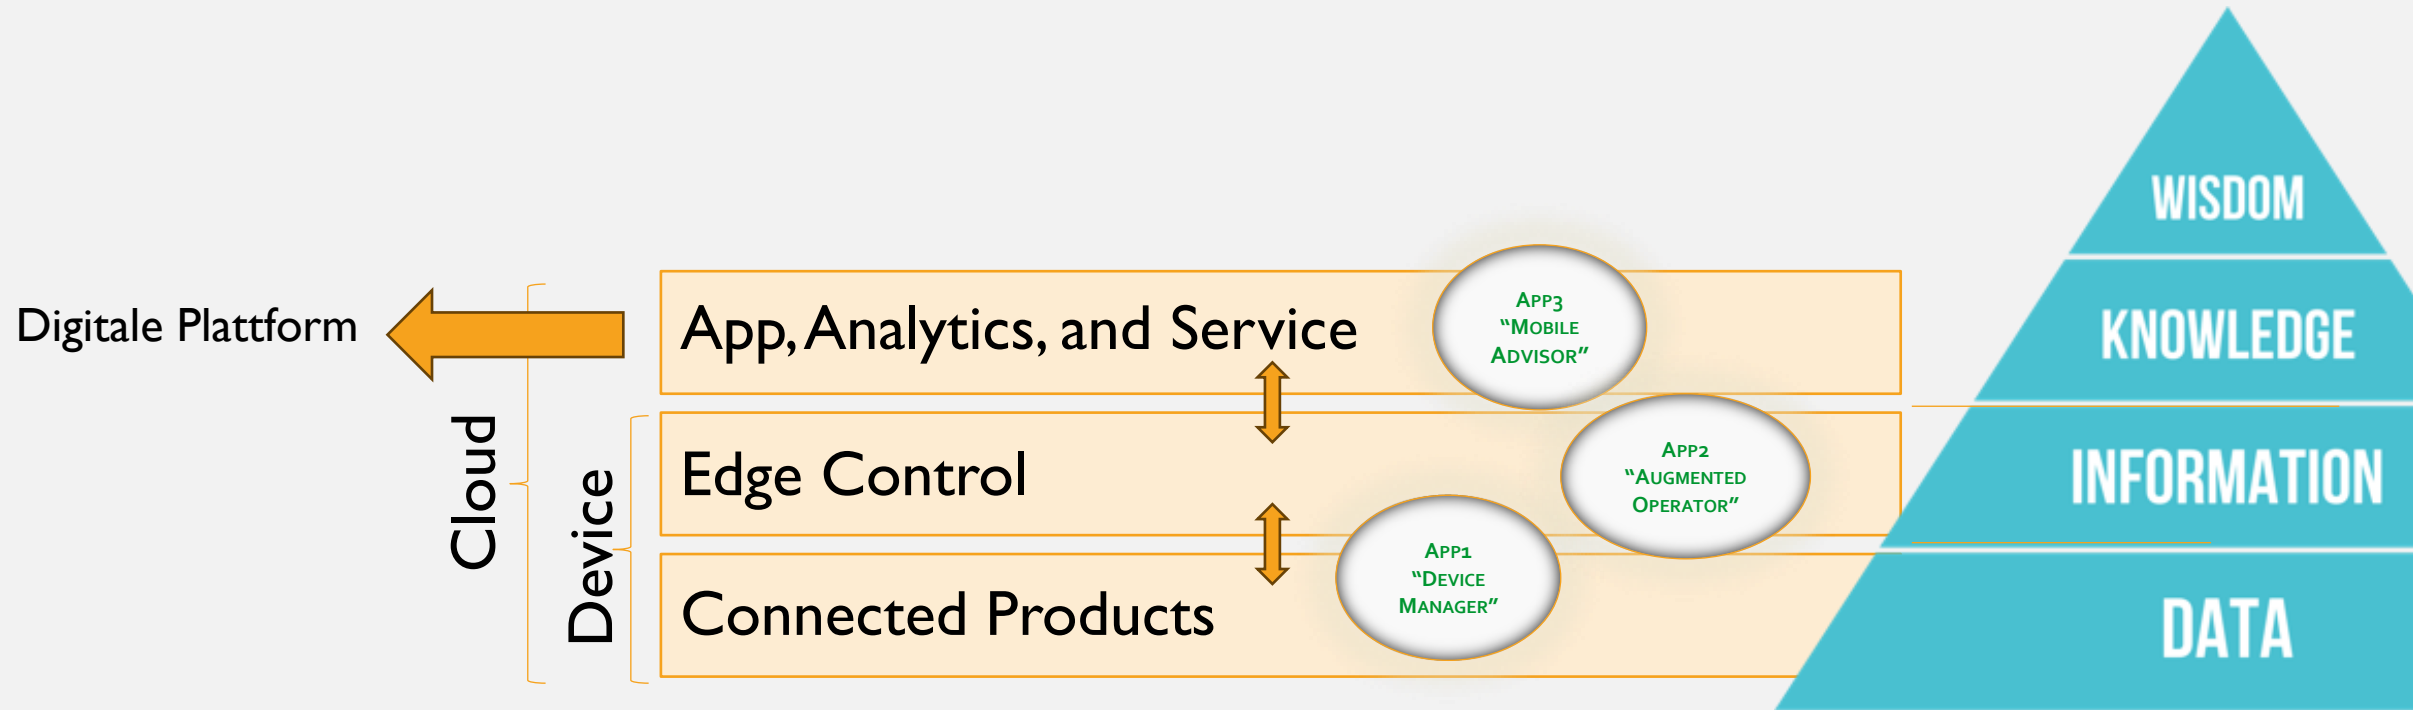 Digitale Plattform
Cloud
Device
App, Analytics, and Service
Edge Control
Connected Products
App3
“Mobile
Advisor”
App2
“Augmented
Operator”
App1
“Device
Manager”
WISDOM
KNOWLEDGE
INFORMATION
DATA